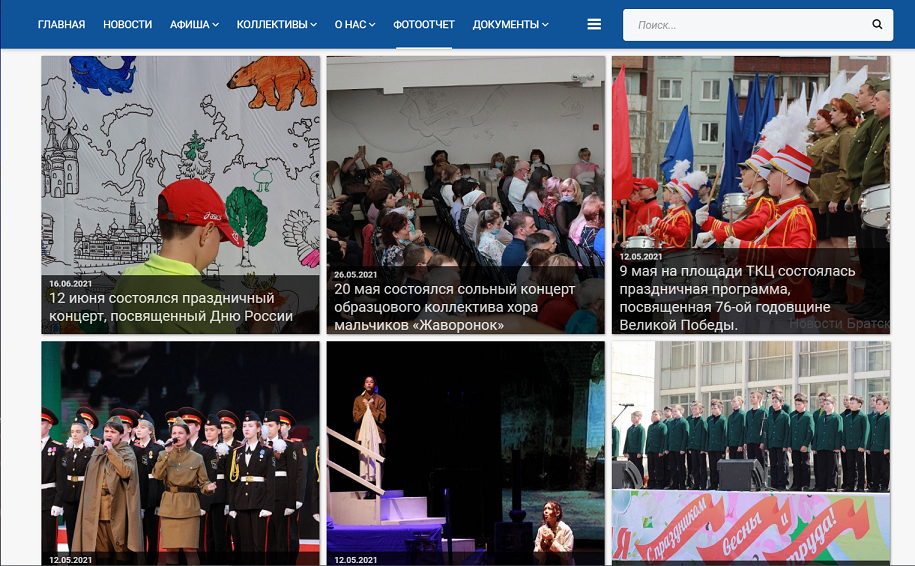 ГЛАВНАЯ НОВОСТИ АФИША КОЛЛЕКТИВЫ О НАС ФОТООТЧЕТ ДОКУМЕНТЫ Поиск...
asics
16.06.2021
12 июня состоялся праздничный
концерт, посвященный Дню России
26.05.2021
20 мая состоялся сольный концерт
образцового коллектива хора
мальчиков «Жаворонок»
12.05.2021
9 мая на площади ТКЦ состоялась
праздничная программа,
посвященная 76-ой годовщине
Великой Победы.
Новости Братск
12.05.2021
12.05.2021
С праздником
весны и
труда!